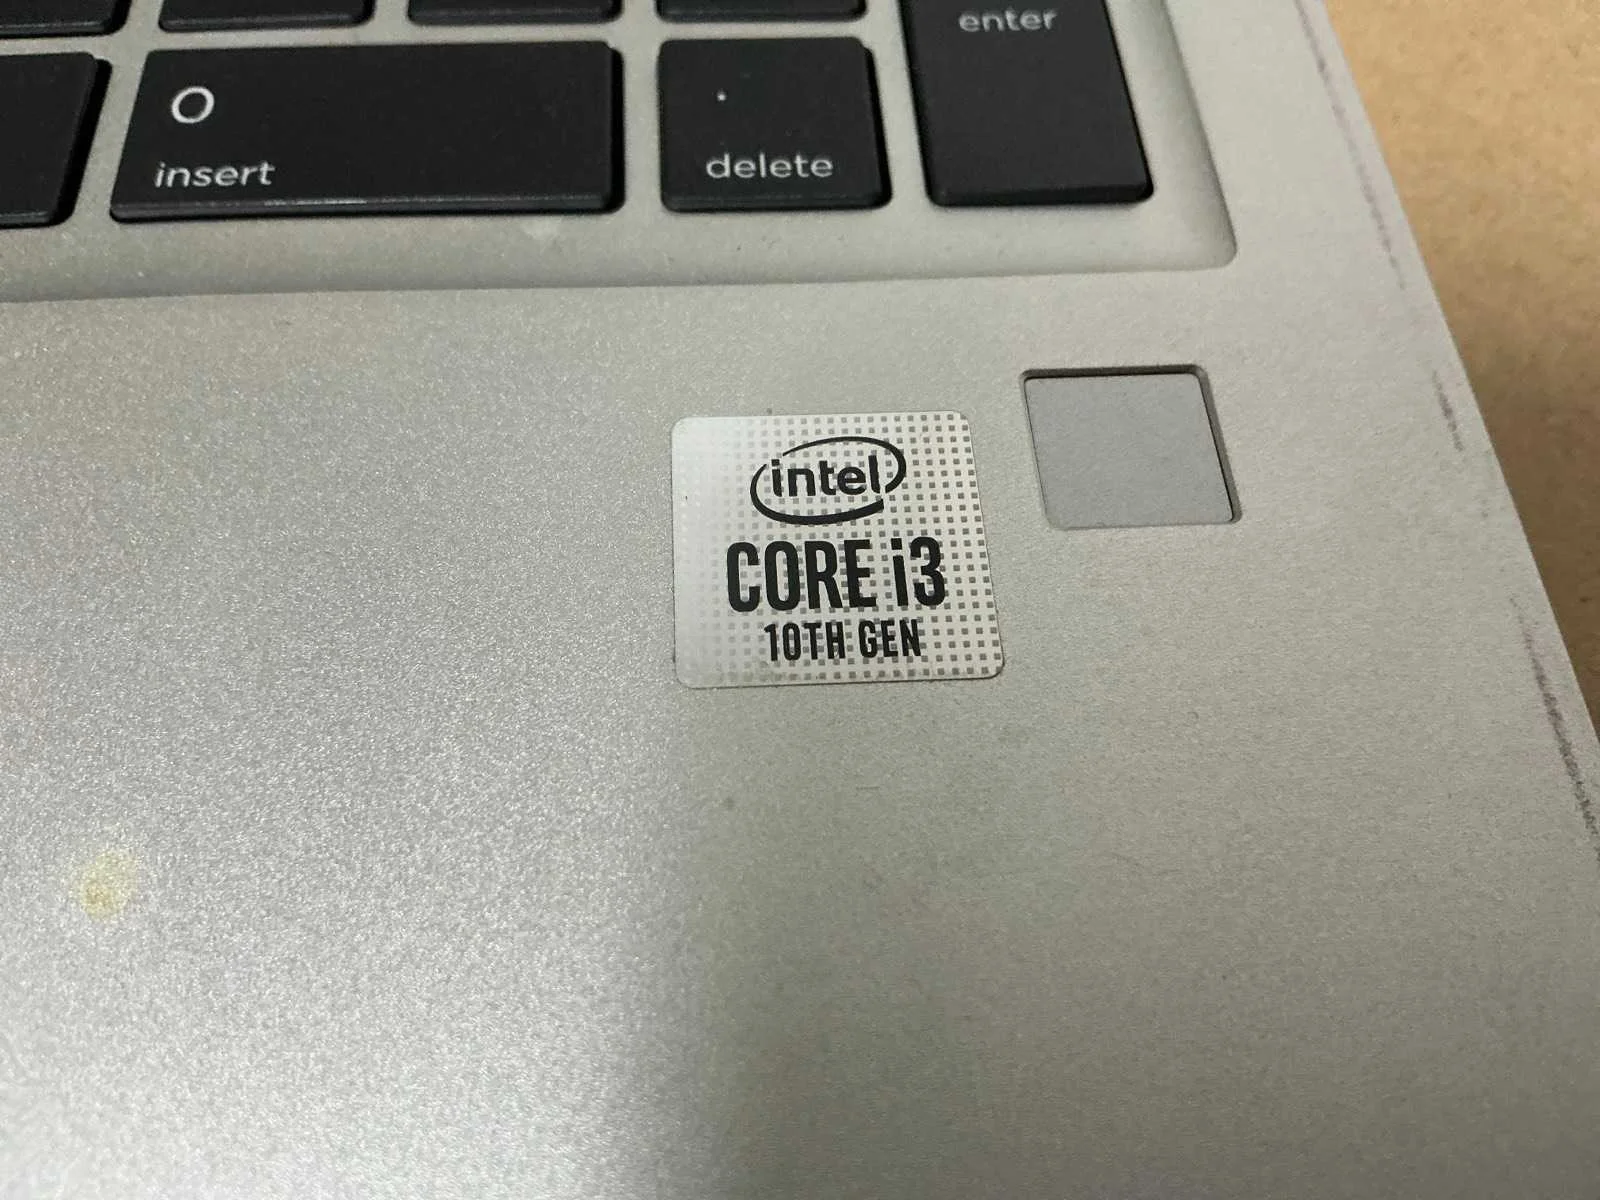 enter
0
insert
.
delete
intel
CORE i3
10TH GEN